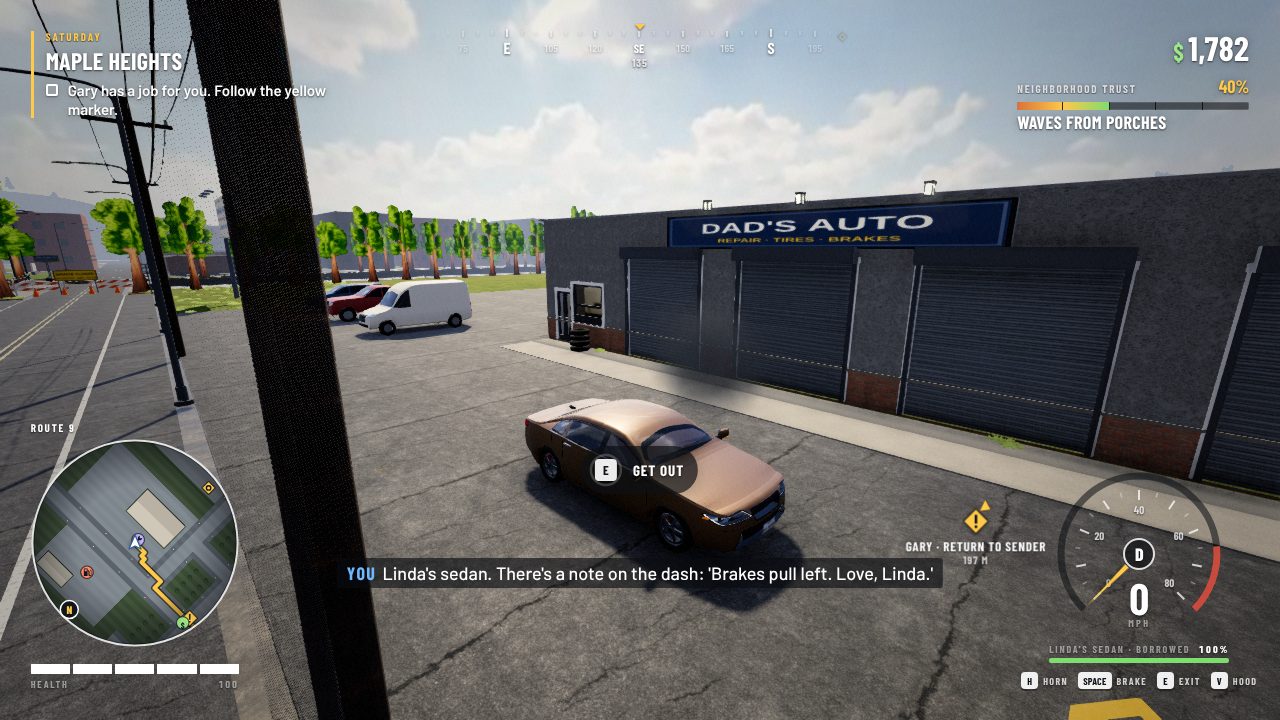 SATURDAY
MAPLE HEIGHTS
Gary has a job for you. Follow the yellow
marker.
75 E 105 120 SE 150 165 S 195
135
$ 1,782
NEIGHBORHOOD TRUST 40%
WAVES FROM PORCHES
DAD'S AUTO
REPAIR · TIRES · BRAKES
E GET OUT
ROUTE 9
N
GARY · RETURN TO SENDER
197 M
YOU Linda's sedan. There's a note on the dash: 'Brakes pull left. Love, Linda.'
0 20 40 60 80
D
0
MPH
LINDA'S SEDAN · BORROWED 100%
H HORN SPACE BRAKE E EXIT V HOOD
HEALTH 100